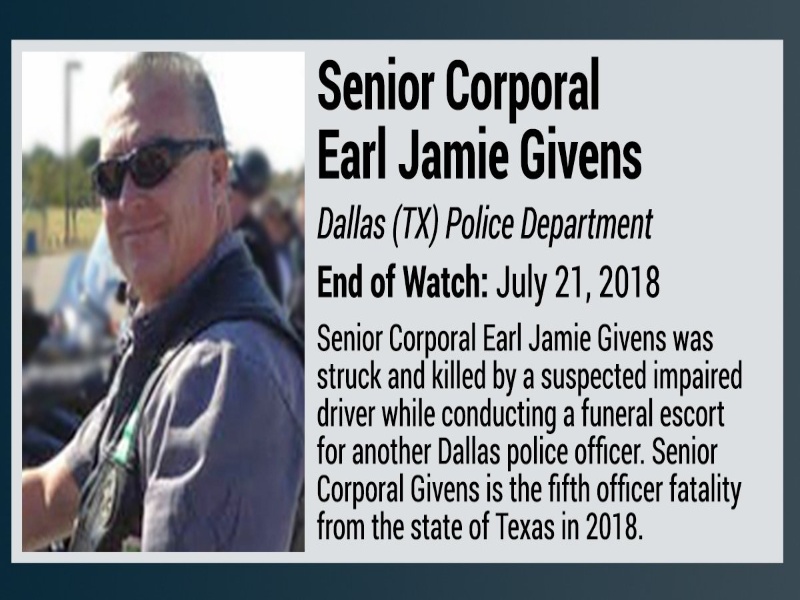 Senior Corporal
Earl Jamie Givens
Dallas (TX) Police Department
End of Watch: July 21, 2018
Senior Corporal Earl Jamie Givens was
struck and killed by a suspected impaired
driver while conducting a funeral escort
for another Dallas police officer. Senior
Corporal Givens is the fifth officer fatality
from the state of Texas in 2018.